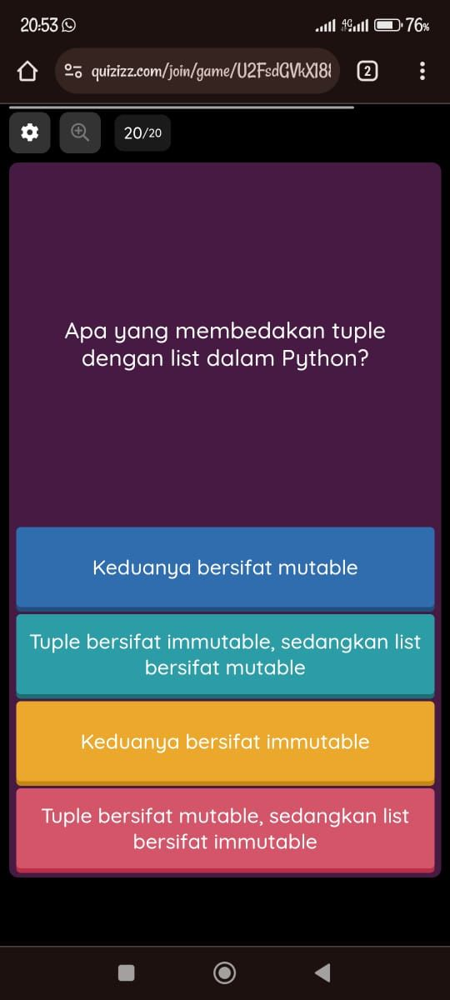 20:53
4G 76%
quizizz.com/join/game/U2FsdGVkX18
2
20/20
Apa yang membedakan tuple
dengan list dalam Python?
Keduanya bersifat mutable
Tuple bersifat immutable, sedangkan list
bersifat mutable
Keduanya bersifat immutable
Tuple bersifat mutable, sedangkan list
bersifat immutable